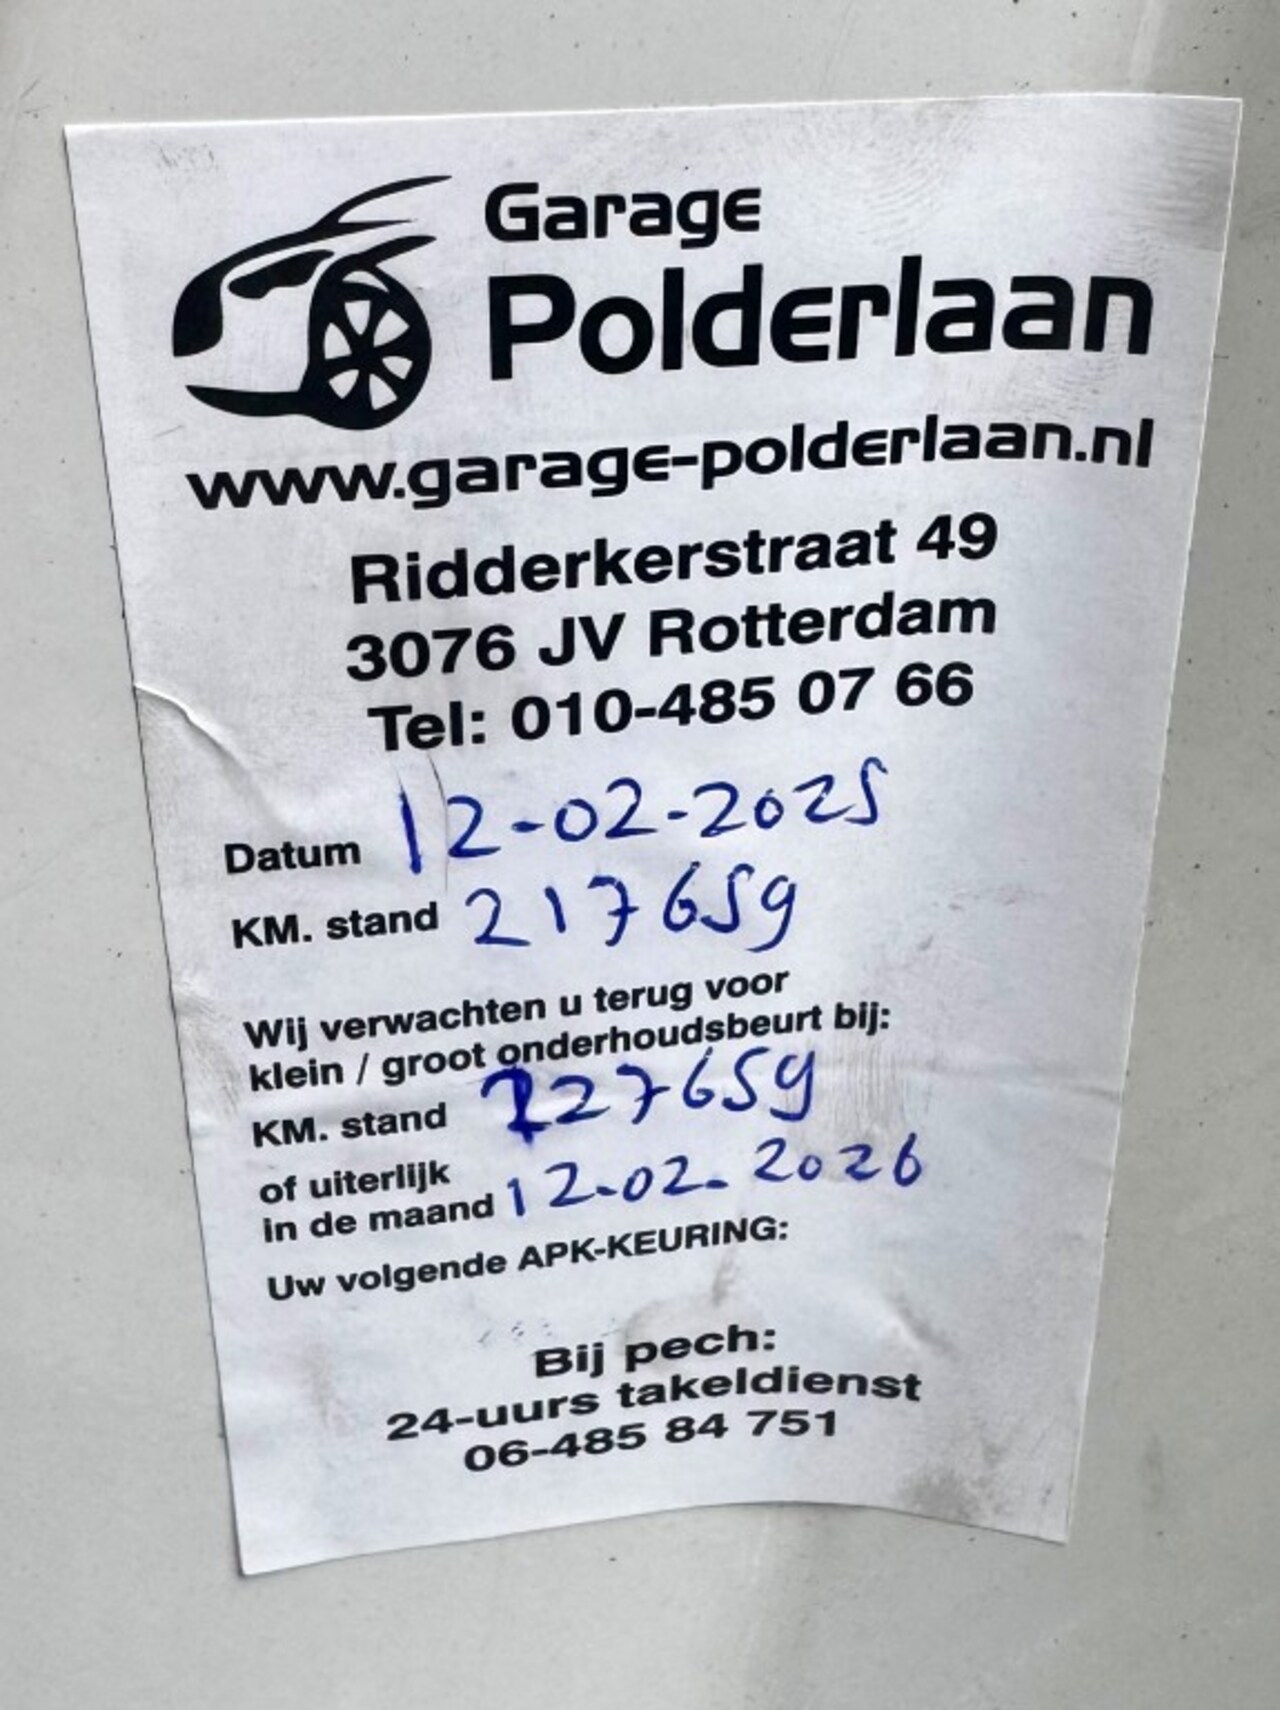 Garage
Polderlaan
www.garage-polderlaan.nl
Ridderkerstraat 49
3076 JV Rotterdam
Tel: 010-485 07 66
Datum 12-02-2025
KM. stand 217659
Wij verwachten u terug voor
klein / groot onderhoudsbeurt bij:
KM. stand 227659
of uiterlijk
in de maand 12-02-2026
Uw volgende APK-KEURING:
Bij pech:
24-uurs takeldienst
06-485 84 751